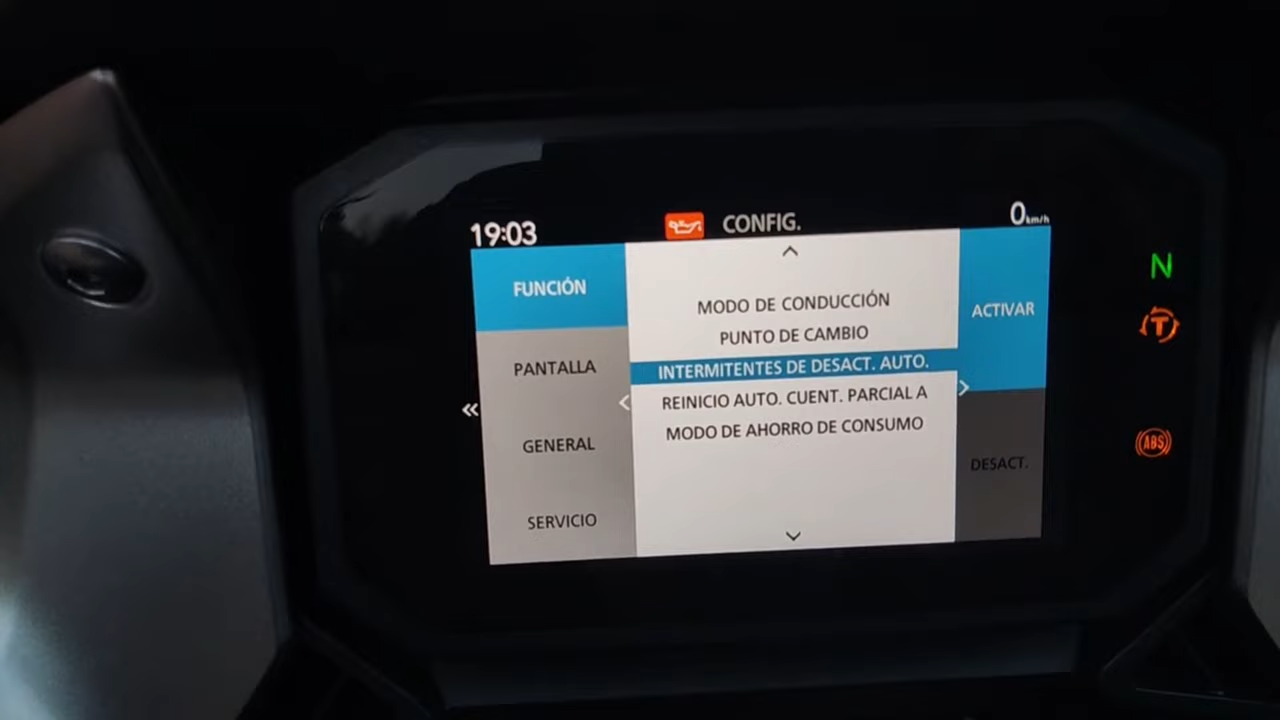 19:03
CONFIG.
0 km/h
FUNCIÓN
PANTALLA
GENERAL
SERVICIO
MODO DE CONDUCCIÓN
PUNTO DE CAMBIO
INTERMITENTES DE DESACT. AUTO.
REINICIO AUTO. CUENT. PARCIAL A
MODO DE AHORRO DE CONSUMO
ACTIVAR
DESACT.
N
T
ABS